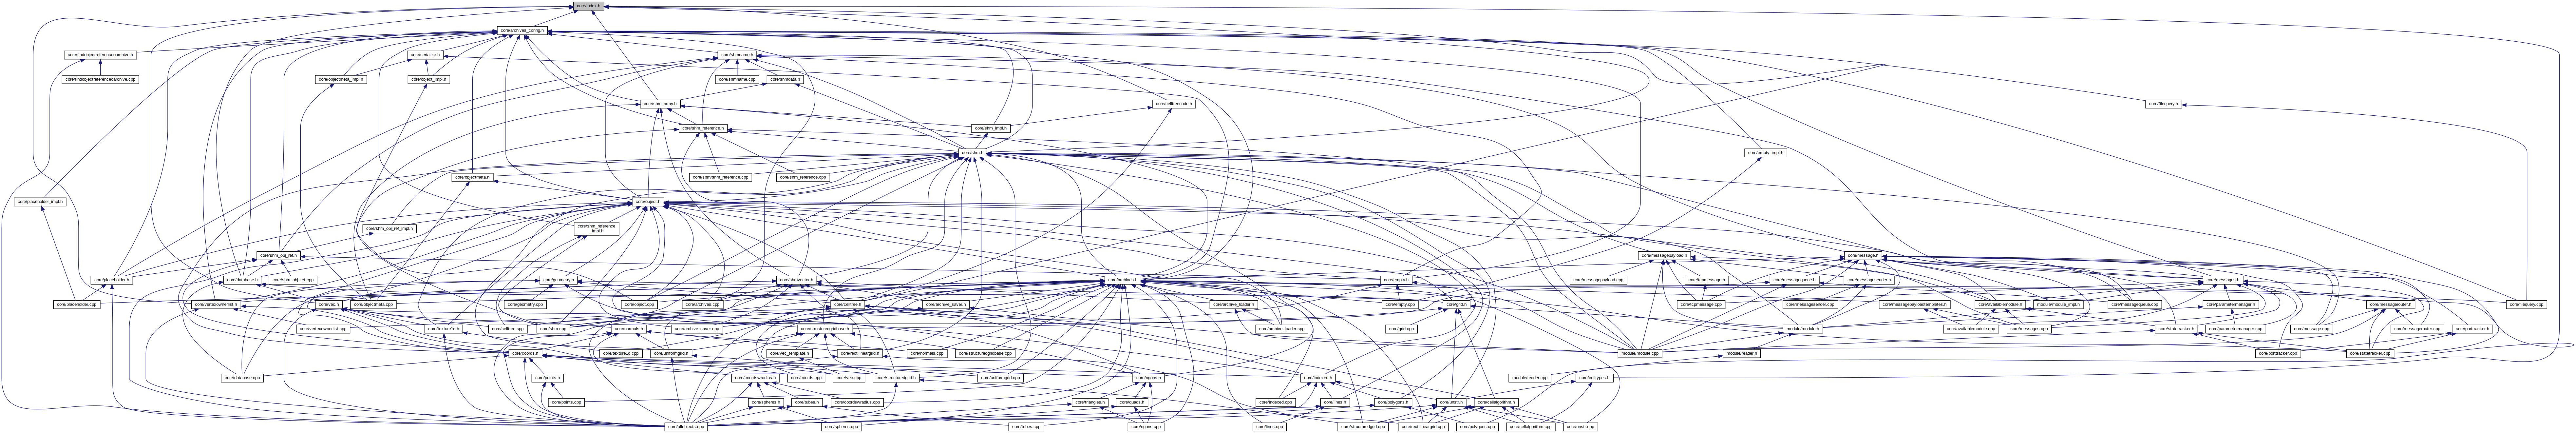 core/index.h
core/archives_config.h
core/findobjectreferenceoarchive.h
core/serialize.h
core/shmname.h
core/findobjectreferenceoarchive.cpp
core/objectmeta_impl.h
core/object_impl.h
core/shmname.cpp
core/shmdata.h
core/shm_array.h
core/celltreenode.h
core/filequery.h
core/shm_reference.h
core/shm_impl.h
core/shm.h
core/empty_impl.h
core/objectmeta.h
core/shm/shm_reference.cpp
core/shm_reference.cpp
core/placeholder_impl.h
core/object.h
core/shm_obj_ref_impl.h
core/shm_reference
_impl.h
core/shm_obj_ref.h
core/messagepayload.h
core/message.h
core/placeholder.h
core/database.h
core/shm_obj_ref.cpp
core/geometry.h
core/shmvector.h
core/archives.h
core/empty.h
core/messagepayload.cpp
core/tcpmessage.h
core/messagequeue.h
core/messagesender.h
core/messages.h
core/placeholder.cpp
core/vertexownerlist.h
core/vec.h
core/objectmeta.cpp
core/geometry.cpp
core/object.cpp
core/archives.cpp
core/celltree.h
core/archive_saver.h
core/archive_loader.h
core/empty.cpp
core/grid.h
core/tcpmessage.cpp
core/messagesender.cpp
core/messagepayloadtemplates.h
core/availablemodule.h
module/module_impl.h
core/messagequeue.cpp
core/parametermanager.h
core/messagerouter.h
core/filequery.cpp
core/vertexownerlist.cpp
core/texture1d.h
core/celltree.cpp
core/shm.cpp
core/normals.h
core/archive_saver.cpp
core/structuredgridbase.h
core/archive_loader.cpp
core/grid.cpp
module/module.h
core/availablemodule.cpp
core/messages.cpp
core/statetracker.h
core/parametermanager.cpp
core/message.cpp
core/messagerouter.cpp
core/porttracker.h
core/coords.h
core/texture1d.cpp
core/uniformgrid.h
core/vec_template.h
core/rectilineargrid.h
core/normals.cpp
core/structuredgridbase.cpp
module/module.cpp
module/reader.h
core/porttracker.cpp
core/statetracker.cpp
core/database.cpp
core/points.h
core/coordsradius.h
core/coords.cpp
core/vec.cpp
core/structuredgrid.h
core/uniformgrid.cpp
core/ngons.h
core/indexed.h
module/reader.cpp
core/celltypes.h
core/points.cpp
core/spheres.h
core/tubes.h
core/coordsradius.cpp
core/triangles.h
core/quads.h
core/indexed.cpp
core/lines.h
core/polygons.h
core/unstr.h
core/cellalgorithm.h
core/allobjects.cpp
core/spheres.cpp
core/tubes.cpp
core/ngons.cpp
core/lines.cpp
core/structuredgrid.cpp
core/rectilineargrid.cpp
core/polygons.cpp
core/cellalgorithm.cpp
core/unstr.cpp